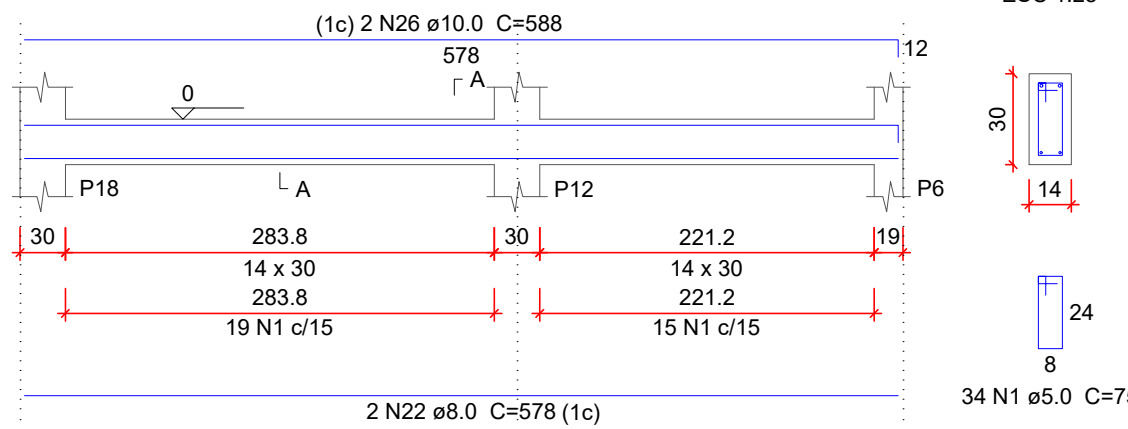 (1c) 2 N26 ø10.0 C=588
578
12
A
0
A
P18
P12
P6
30
283.8
30
221.2
19
14 x 30
14 x 30
283.8
221.2
19 N1 c/15
15 N1 c/15
2 N22 ø8.0 C=578 (1c)
30
14
24
8
34 N1 ø5.0 C=75